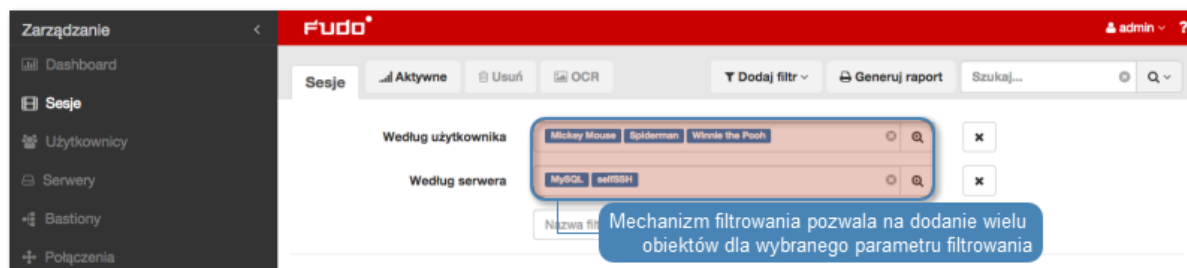 Zarządzanie
FUDO
admin
?
Dashboard
Sesje
Aktywne
Usuń
OCR
Dodaj filtr
Generuj raport
Szukaj...
Sesje
Według użytkownika
Mickey Mouse Spiderman Winnie the Pooh
Użytkownicy
Serwery
Według serwera
MySQL selfSSH
Bastiony
Nazwa
Mechanizm filtrowania pozwala na dodanie wielu
obiektów dla wybranego parametru filtrowania
Połączenia